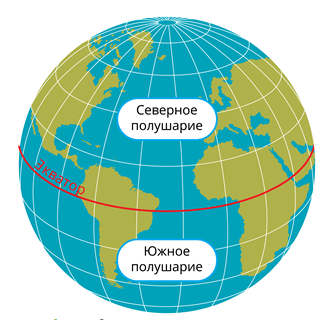 Северное
полушарие
Экватор
Южное
полушарие